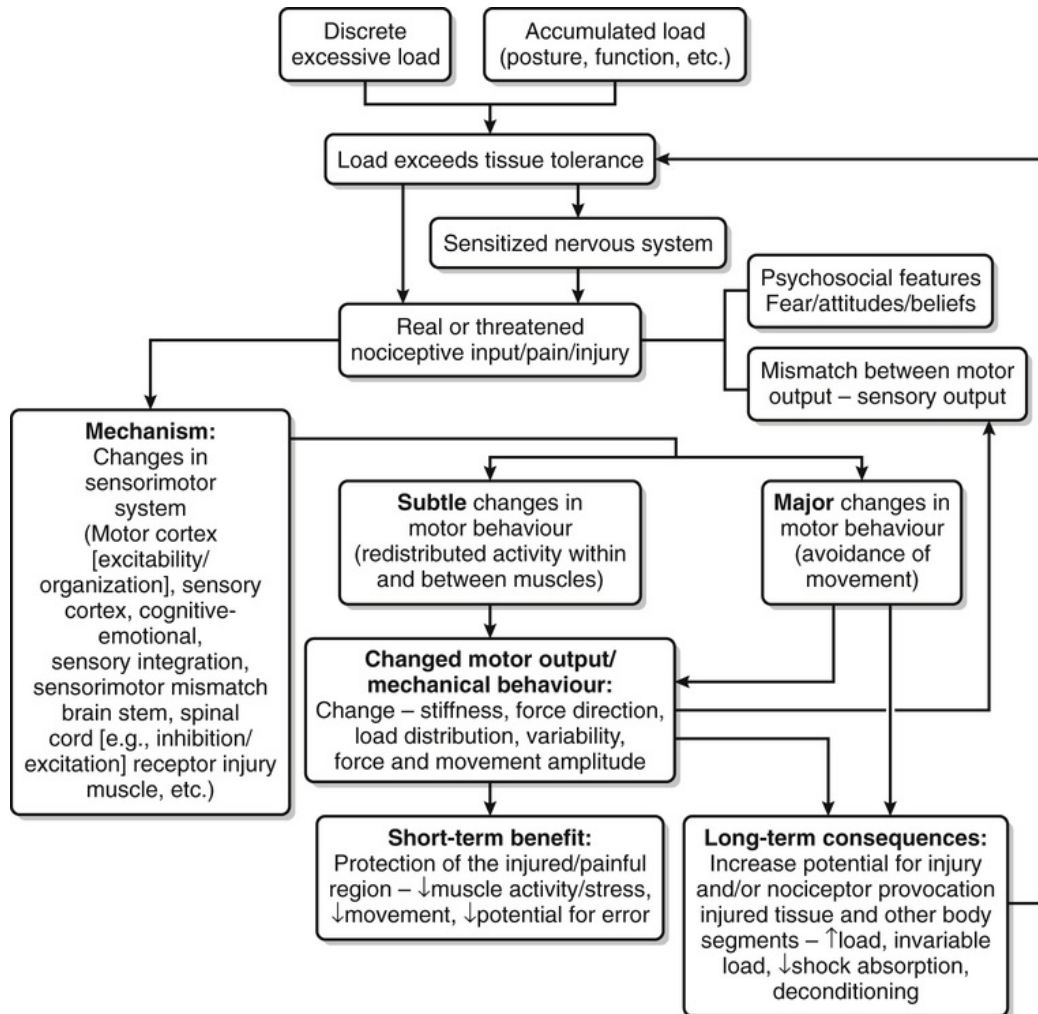 Discrete
excessive load
Accumulated load
(posture, function, etc.)
Load exceeds tissue tolerance
Sensitized nervous system
Psychosocial features
Fear/attitudes/beliefs
Real or threatened
nociceptive input/pain/injury
Mismatch between motor
output – sensory output
Mechanism:
Changes in
sensorimotor
system
(Motor cortex
[excitability/
organization], sensory
cortex, cognitive-
emotional,
sensory integration,
sensorimotor mismatch
brain stem, spinal
cord [e.g., inhibition/
excitation] receptor injury
muscle, etc.)
Subtle changes in
motor behaviour
(redistributed activity within
and between muscles)
Major changes in
motor behaviour
(avoidance of
movement)
Changed motor output/
mechanical behaviour:
Change – stiffness, force direction,
load distribution, variability,
force and movement amplitude
Short-term benefit:
Protection of the injured/painful
region – ↓muscle activity/stress,
↓movement, ↓potential for error
Long-term consequences:
Increase potential for injury
and/or nociceptor provocation
injured tissue and other body
segments – ↑load, invariable
load, ↓shock absorption,
deconditioning